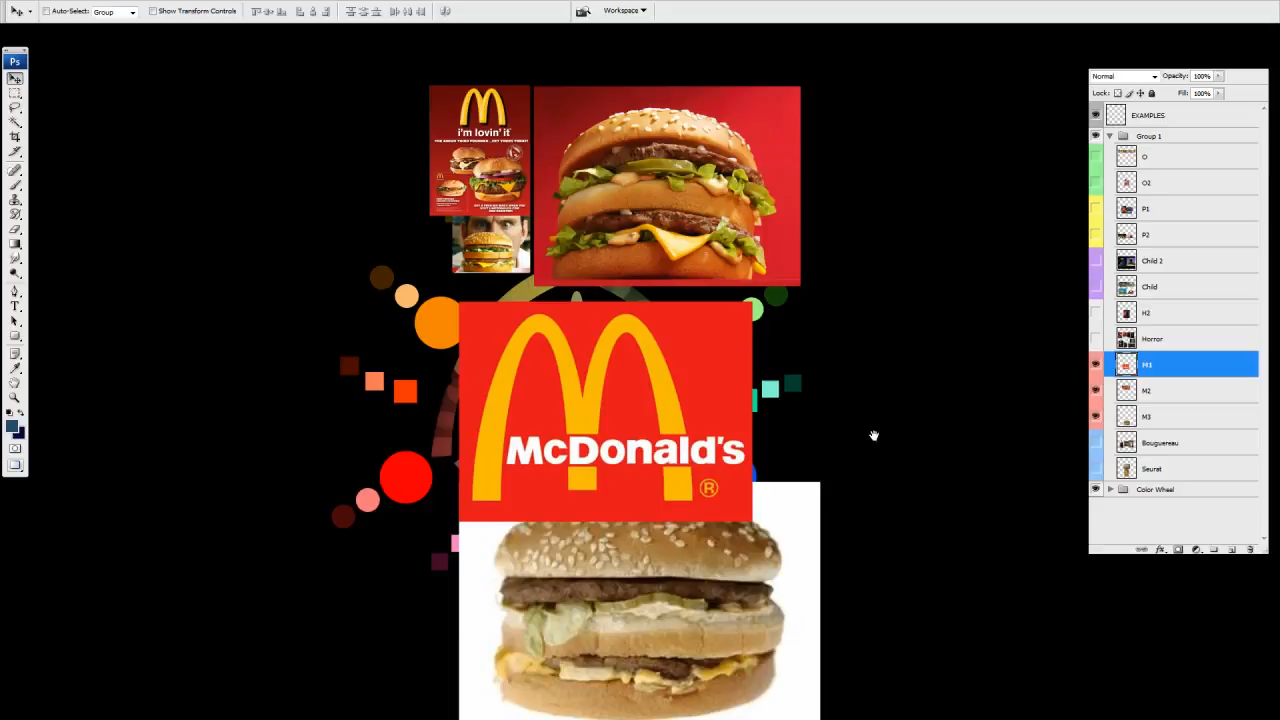 Auto-Select:
Group
Show Transform Controls
Workspace
Ps
Normal
Opacity:
100%
Lock:
Fill:
100%
EXAMPLES
Group 1
O
O2
P1
P2
Child 2
Child
H2
Horror
M1
M2
M3
Bouguereau
Seurat
Color Wheel
fx
T
i'm lovin' it
McDonald's
®